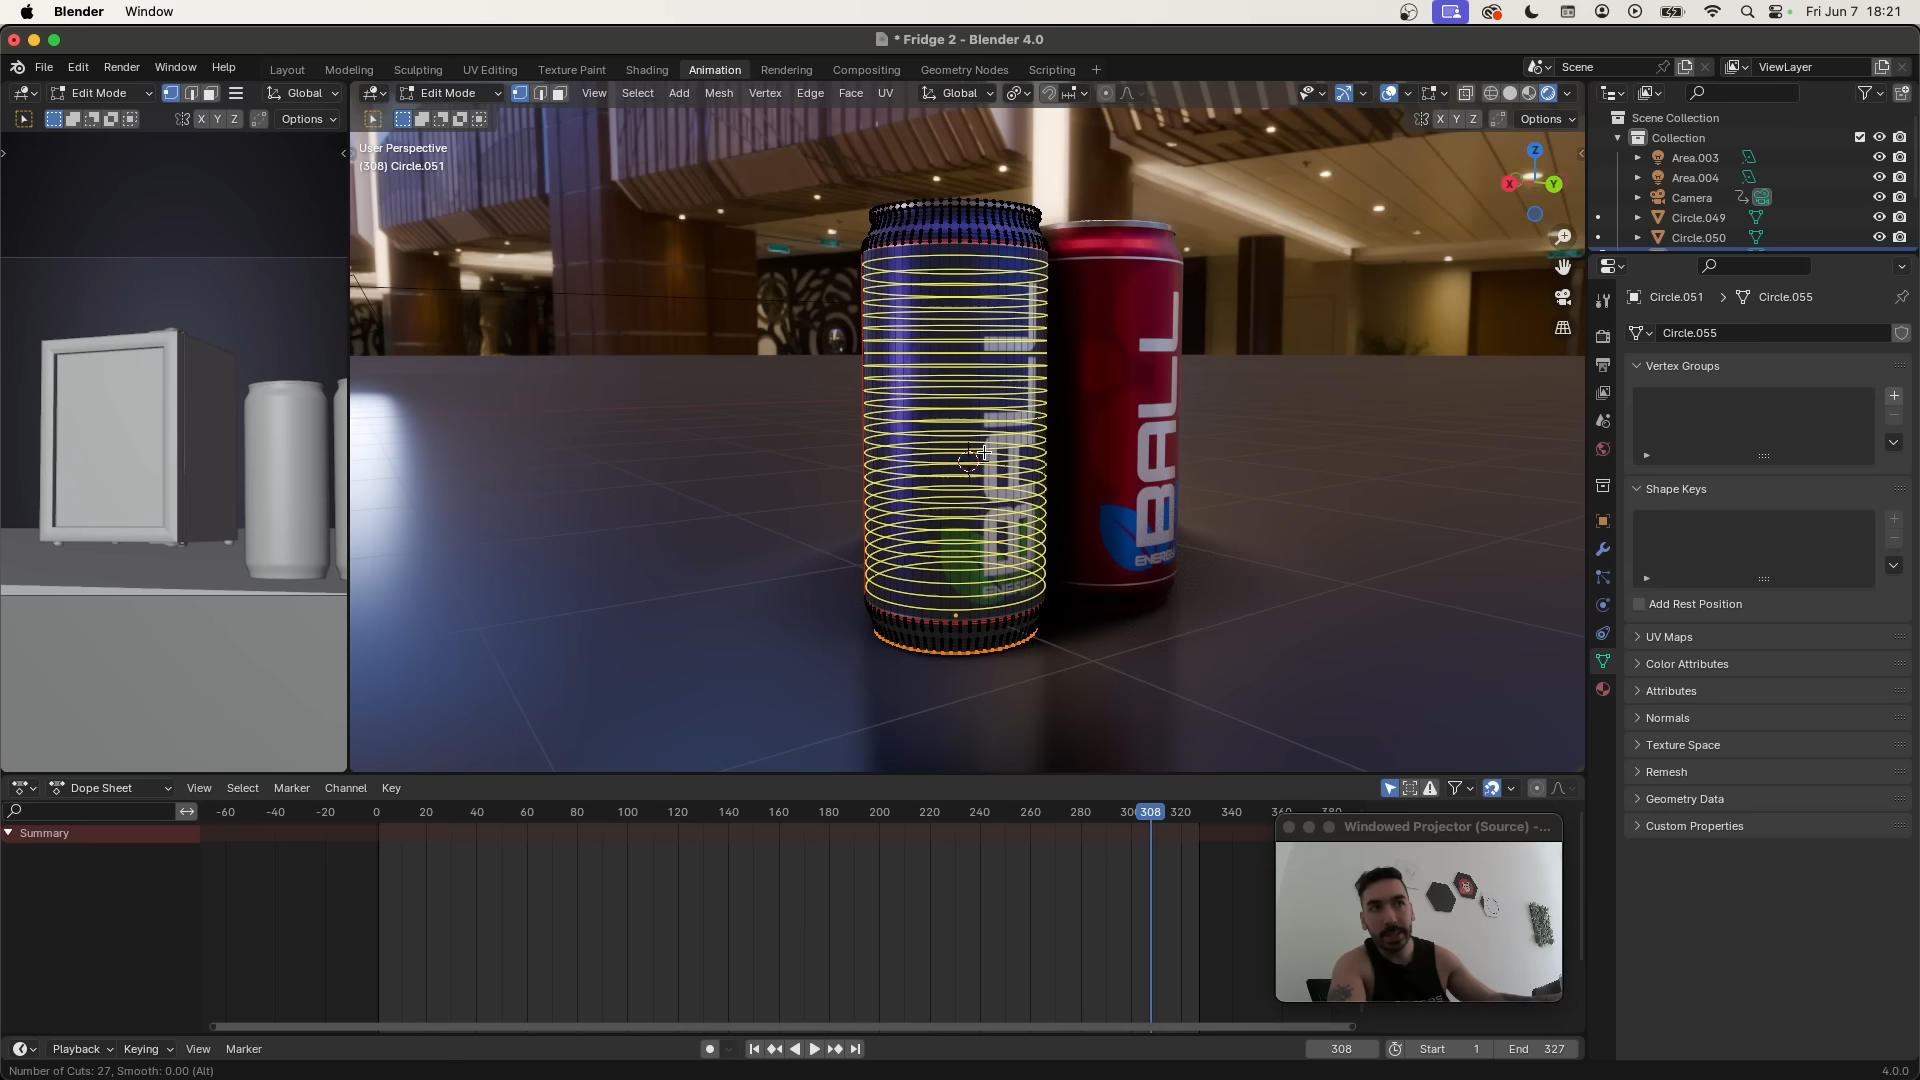 Blender Window Fri Jun 7 18:21
* Fridge 2 - Blender 4.0
File Edit Render Window Help Layout Modeling Sculpting UV Editing Texture Paint Shading Animation Rendering Compositing Geometry Nodes Scripting + Scene ViewLayer
Edit Mode Global Edit Mode View Select Add Mesh Vertex Edge Face UV Global
X Y Z Options X Y Z Options
User Perspective
(308) Circle.051
Z
X Y
BALL
ENERGY
Scene Collection
Collection
Area.003
Area.004
Camera
Circle.049
Circle.050
Circle.051 > Circle.055
Circle.055
Vertex Groups
Shape Keys
Add Rest Position
UV Maps
Color Attributes
Attributes
Normals
Texture Space
Remesh
Geometry Data
Custom Properties
Dope Sheet View Select Marker Channel Key
-60 -40 -20 0 20 40 60 80 100 120 140 160 180 200 220 240 260 280 308 320 340
Summary
Windowed Projector (Source) -...
Playback Keying View Marker 308 Start 1 End 327
Number of Cuts: 27, Smooth: 0.00 (Alt) 4.0.0